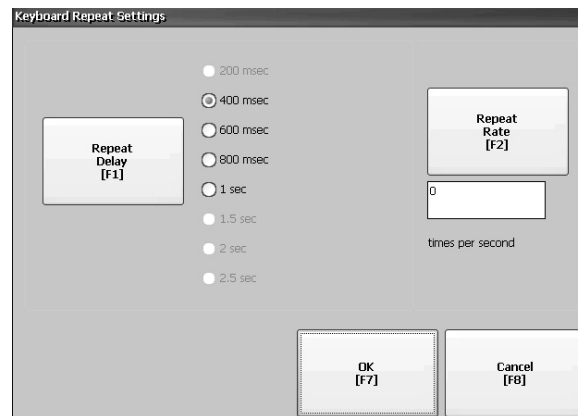 Keyboard Repeat Settings
200 msec
400 msec
600 msec
800 msec
1 sec
1.5 sec
2 sec
2.5 sec
Repeat
Delay
[F1]
Repeat
Rate
[F2]
0
times per second
OK
[F7]
Cancel
[F8]